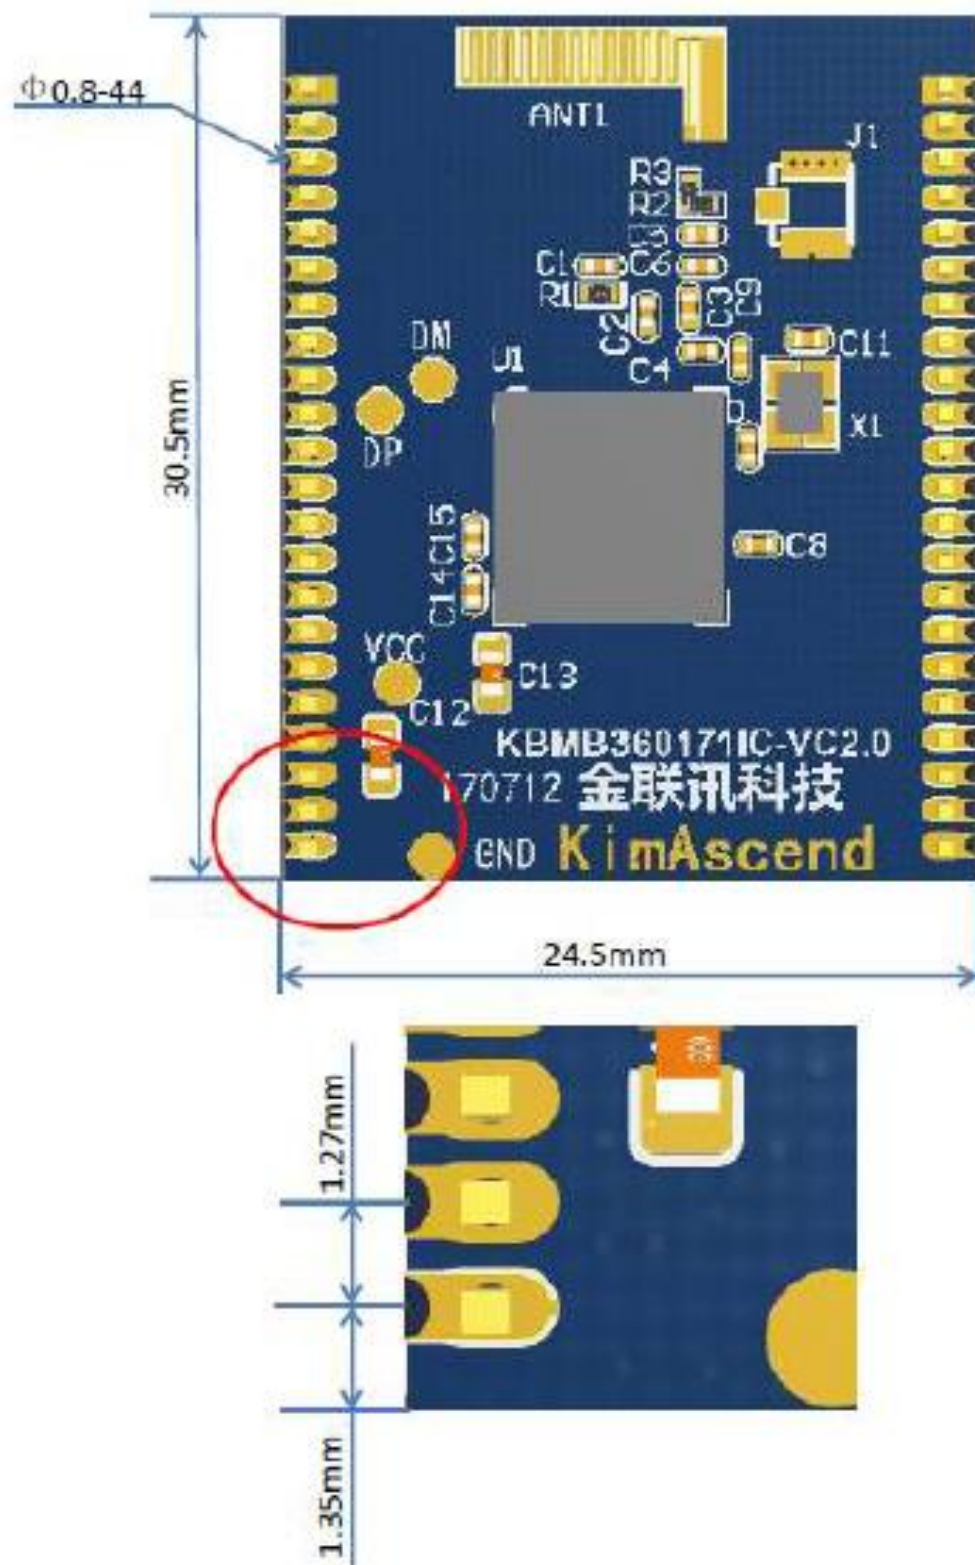 Φ0.8-44
ANT1
J1
R3
R2
C5
C1
C6
R1
C2
C3
C9
C4
C11
DM
U1
DP
X1
30.5mm
C15
C8
C14
VCC
C13
C12
KBMB360171IC-VC2.0
170712 金联讯科技
GND KimAscend
24.5mm
1.27mm
1.35mm